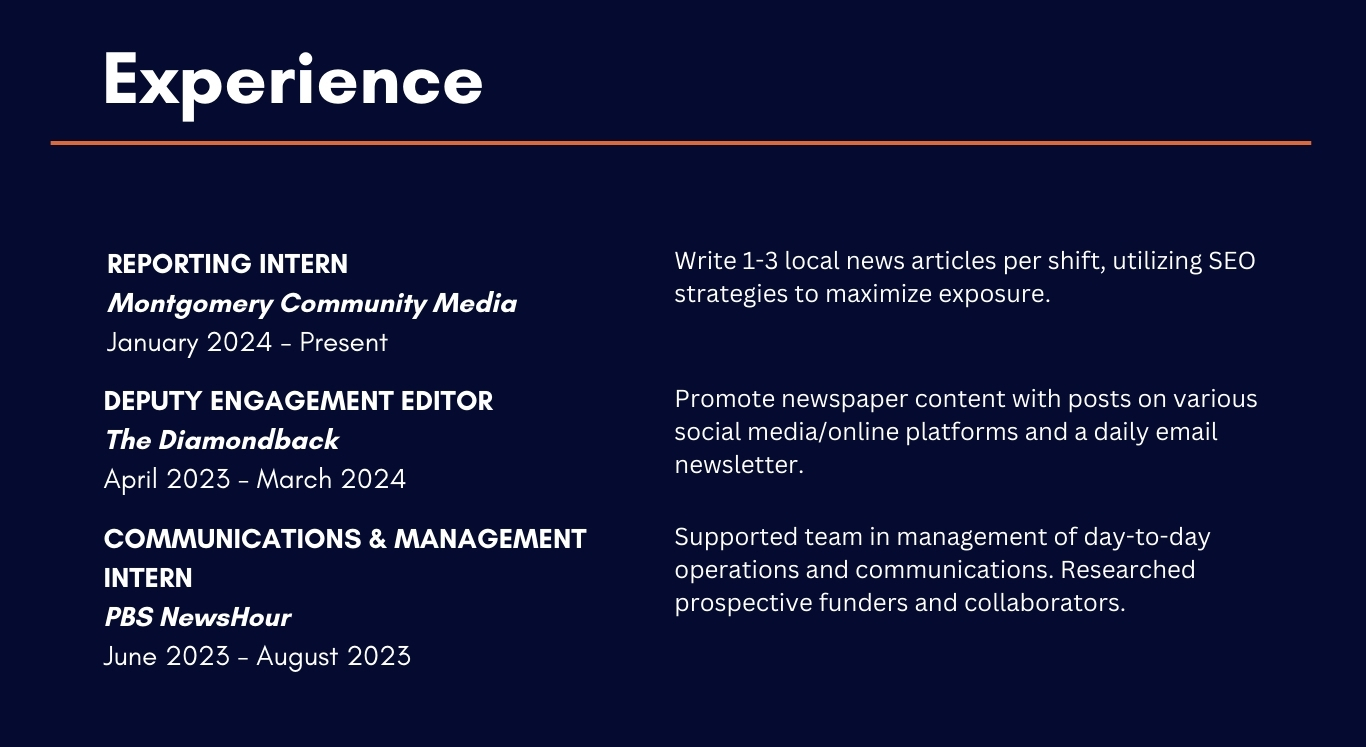 Experience
REPORTING INTERN
Montgomery Community Media
January 2024 – Present
Write 1-3 local news articles per shift, utilizing SEO
strategies to maximize exposure.
DEPUTY ENGAGEMENT EDITOR
The Diamondback
April 2023 – March 2024
Promote newspaper content with posts on various
social media/online platforms and a daily email
newsletter.
COMMUNICATIONS & MANAGEMENT
INTERN
PBS NewsHour
June 2023 – August 2023
Supported team in management of day-to-day
operations and communications. Researched
prospective funders and collaborators.